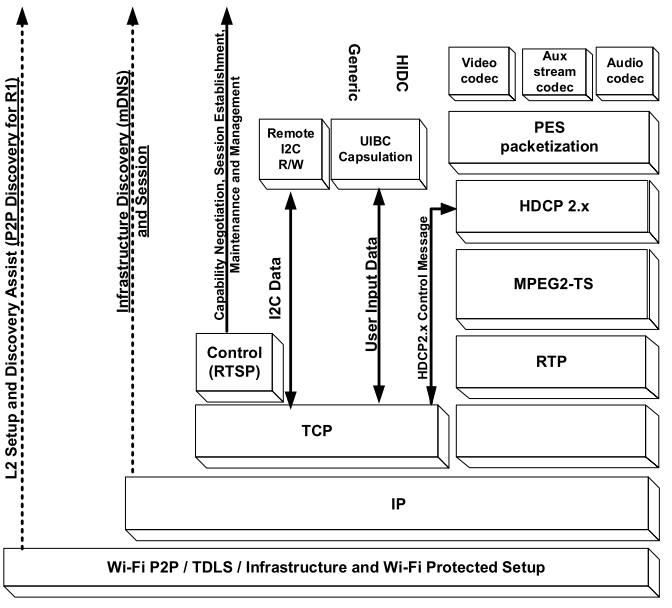 L2 Setup and Discovery Assist (P2P Discovery for R1)
Infrastructure Discovery (mDNS)
and Session
Capability Negotiation, Session Establishment,
Maintenannce and Management
Generic
HIDC
Video
codec
Aux
stream
codec
Audio
codec
Remote
I2C
R/W
UIBC
Capsulation
PES
packetization
HDCP 2.x
I2C Data
User Input Data
HDCP2.x Control Message
MPEG2-TS
Control
(RTSP)
RTP
TCP
IP
Wi-Fi P2P / TDLS / Infrastructure and Wi-Fi Protected Setup